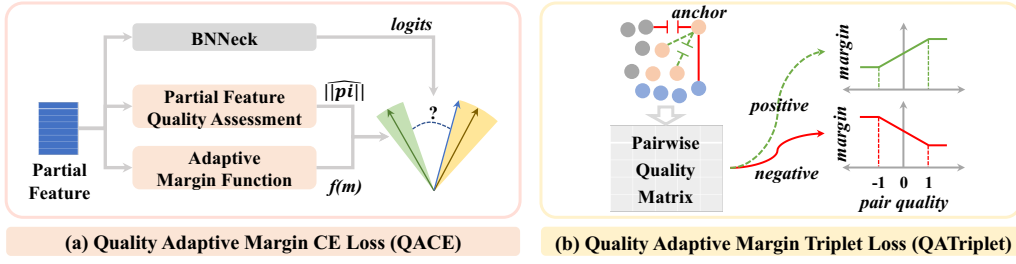 BNNeck
logits
Partial Feature
Quality Assessment
||p̂i||
?
Partial
Feature
Adaptive
Margin Function
f(m)
(a) Quality Adaptive Margin CE Loss (QACE)
anchor
Pairwise
Quality
Matrix
positive
negative
margin
margin
-1 0 1
pair quality
(b) Quality Adaptive Margin Triplet Loss (QATriplet)